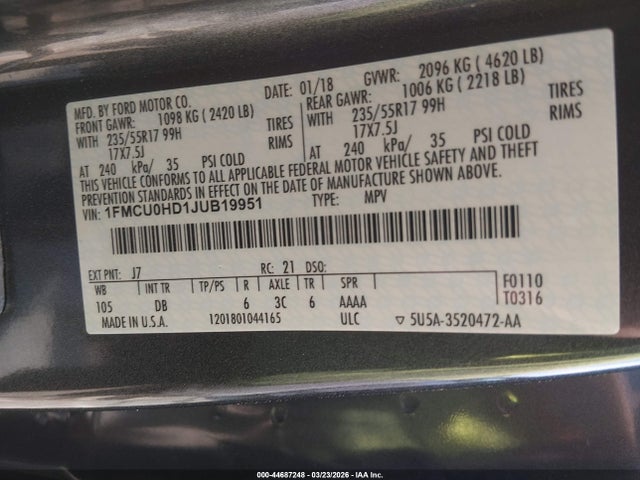 MFD. BY FORD MOTOR CO.
DATE: 01/18 GVWR: 2096 KG ( 4620 LB)
FRONT GAWR: 1098 KG ( 2420 LB) REAR GAWR: 1006 KG ( 2218 LB)
WITH 235/55R17 99H TIRES WITH 235/55R17 99H TIRES
17X7.5J RIMS 17X7.5J RIMS
AT 240 kPa/ 35 PSI COLD AT 240 kPa/ 35 PSI COLD
THIS VEHICLE CONFORMS TO ALL APPLICABLE FEDERAL MOTOR VEHICLE SAFETY AND THEFT
PREVENTION STANDARDS IN EFFECT ON THE DATE OF MANUFACTURE SHOWN ABOVE.
VIN: 1FMCU0HD1JUB19951 TYPE: MPV
EXT PNT: J7 RC: 21 DSO:
WB INT TR TP/PS R AXLE TR SPR F0110
105 DB 6 3C 6 AAAA T0316
MADE IN U.S.A. 1201801044165 ULC 5U5A-3520472-AA
000-44687248 - 03/23/2026 - IAA Inc.